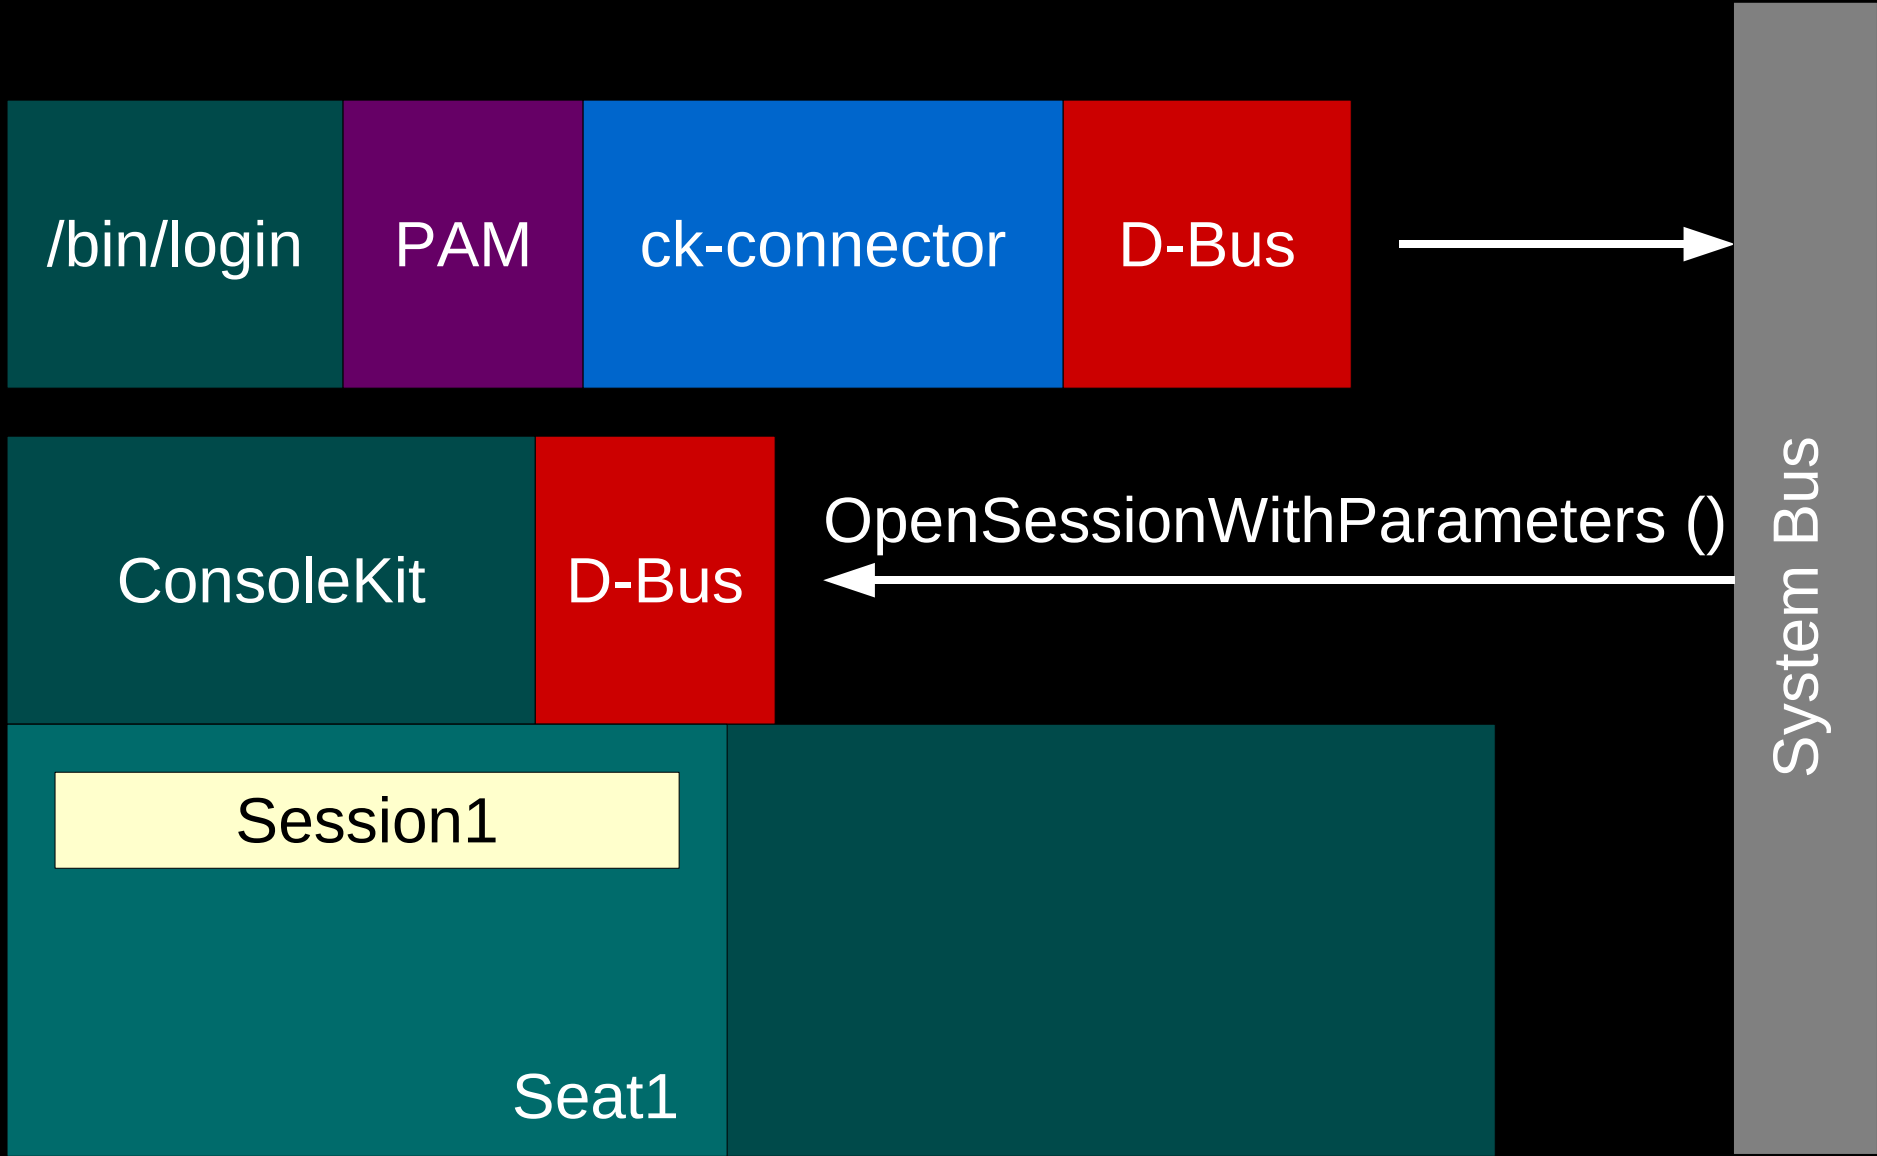 /bin/login
PAM
ck-connector
D-Bus
ConsoleKit
D-Bus
OpenSessionWithParameters ()
System Bus
Session1
Seat1